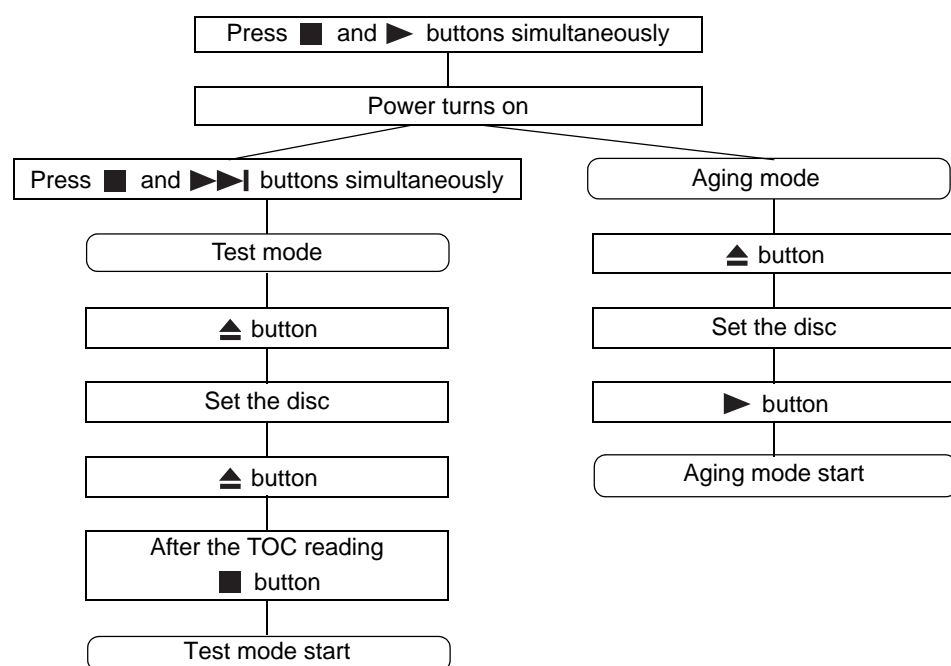 Press ■ and ▶ buttons simultaneously
Power turns on
Press ■ and ▶▶I buttons simultaneously
Test mode
⏏ button
Set the disc
⏏ button
After the TOC reading
■ button
Test mode start
Aging mode
⏏ button
Set the disc
▶ button
Aging mode start